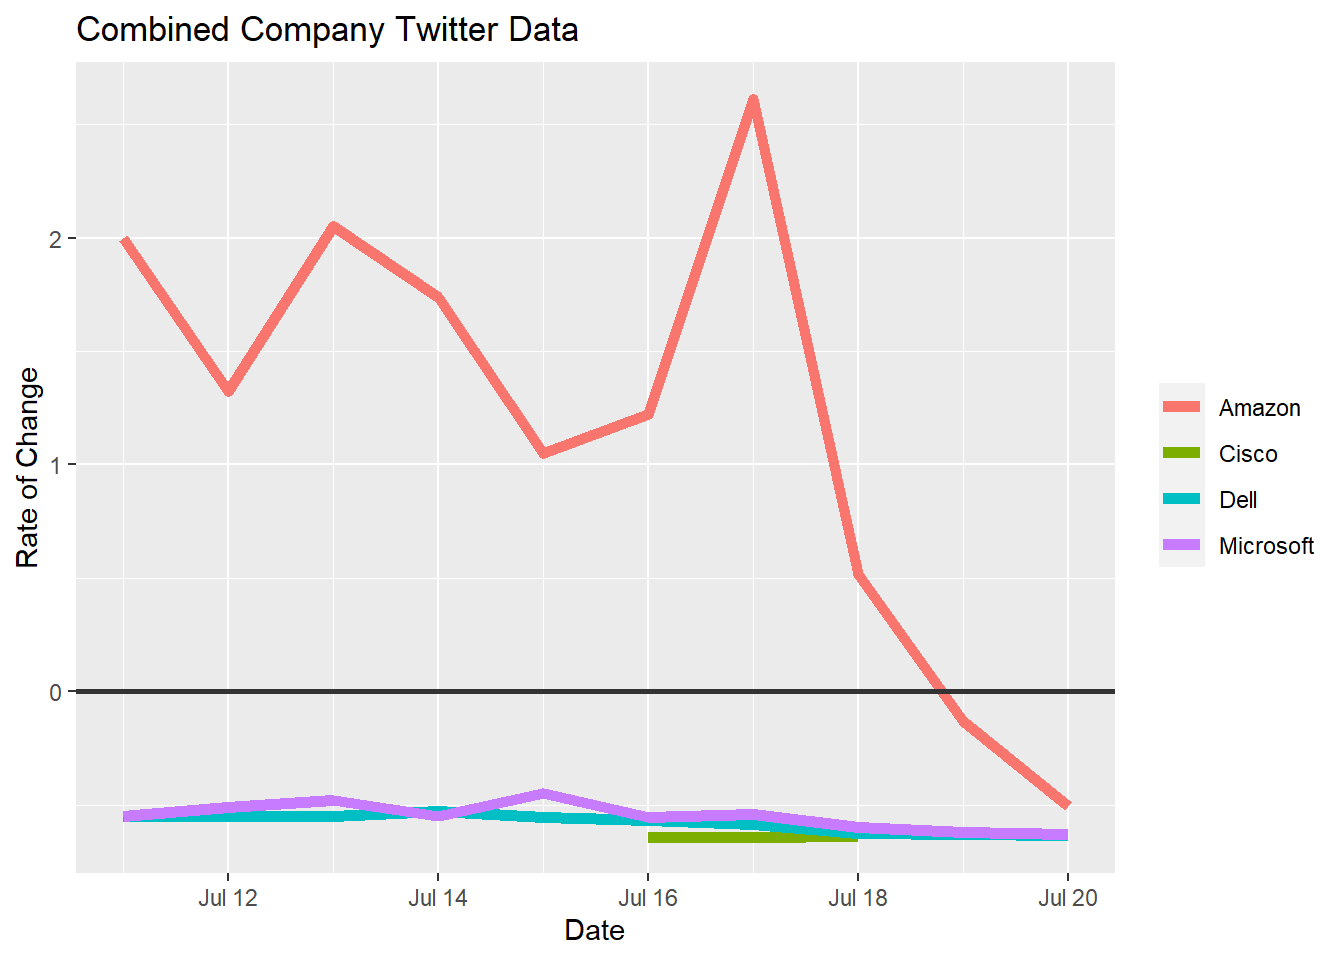 Combined Company Twitter Data
Rate of Change
2
1
0
Jul 12
Jul 14
Jul 16
Jul 18
Jul 20
Date
Amazon
Cisco
Dell
Microsoft